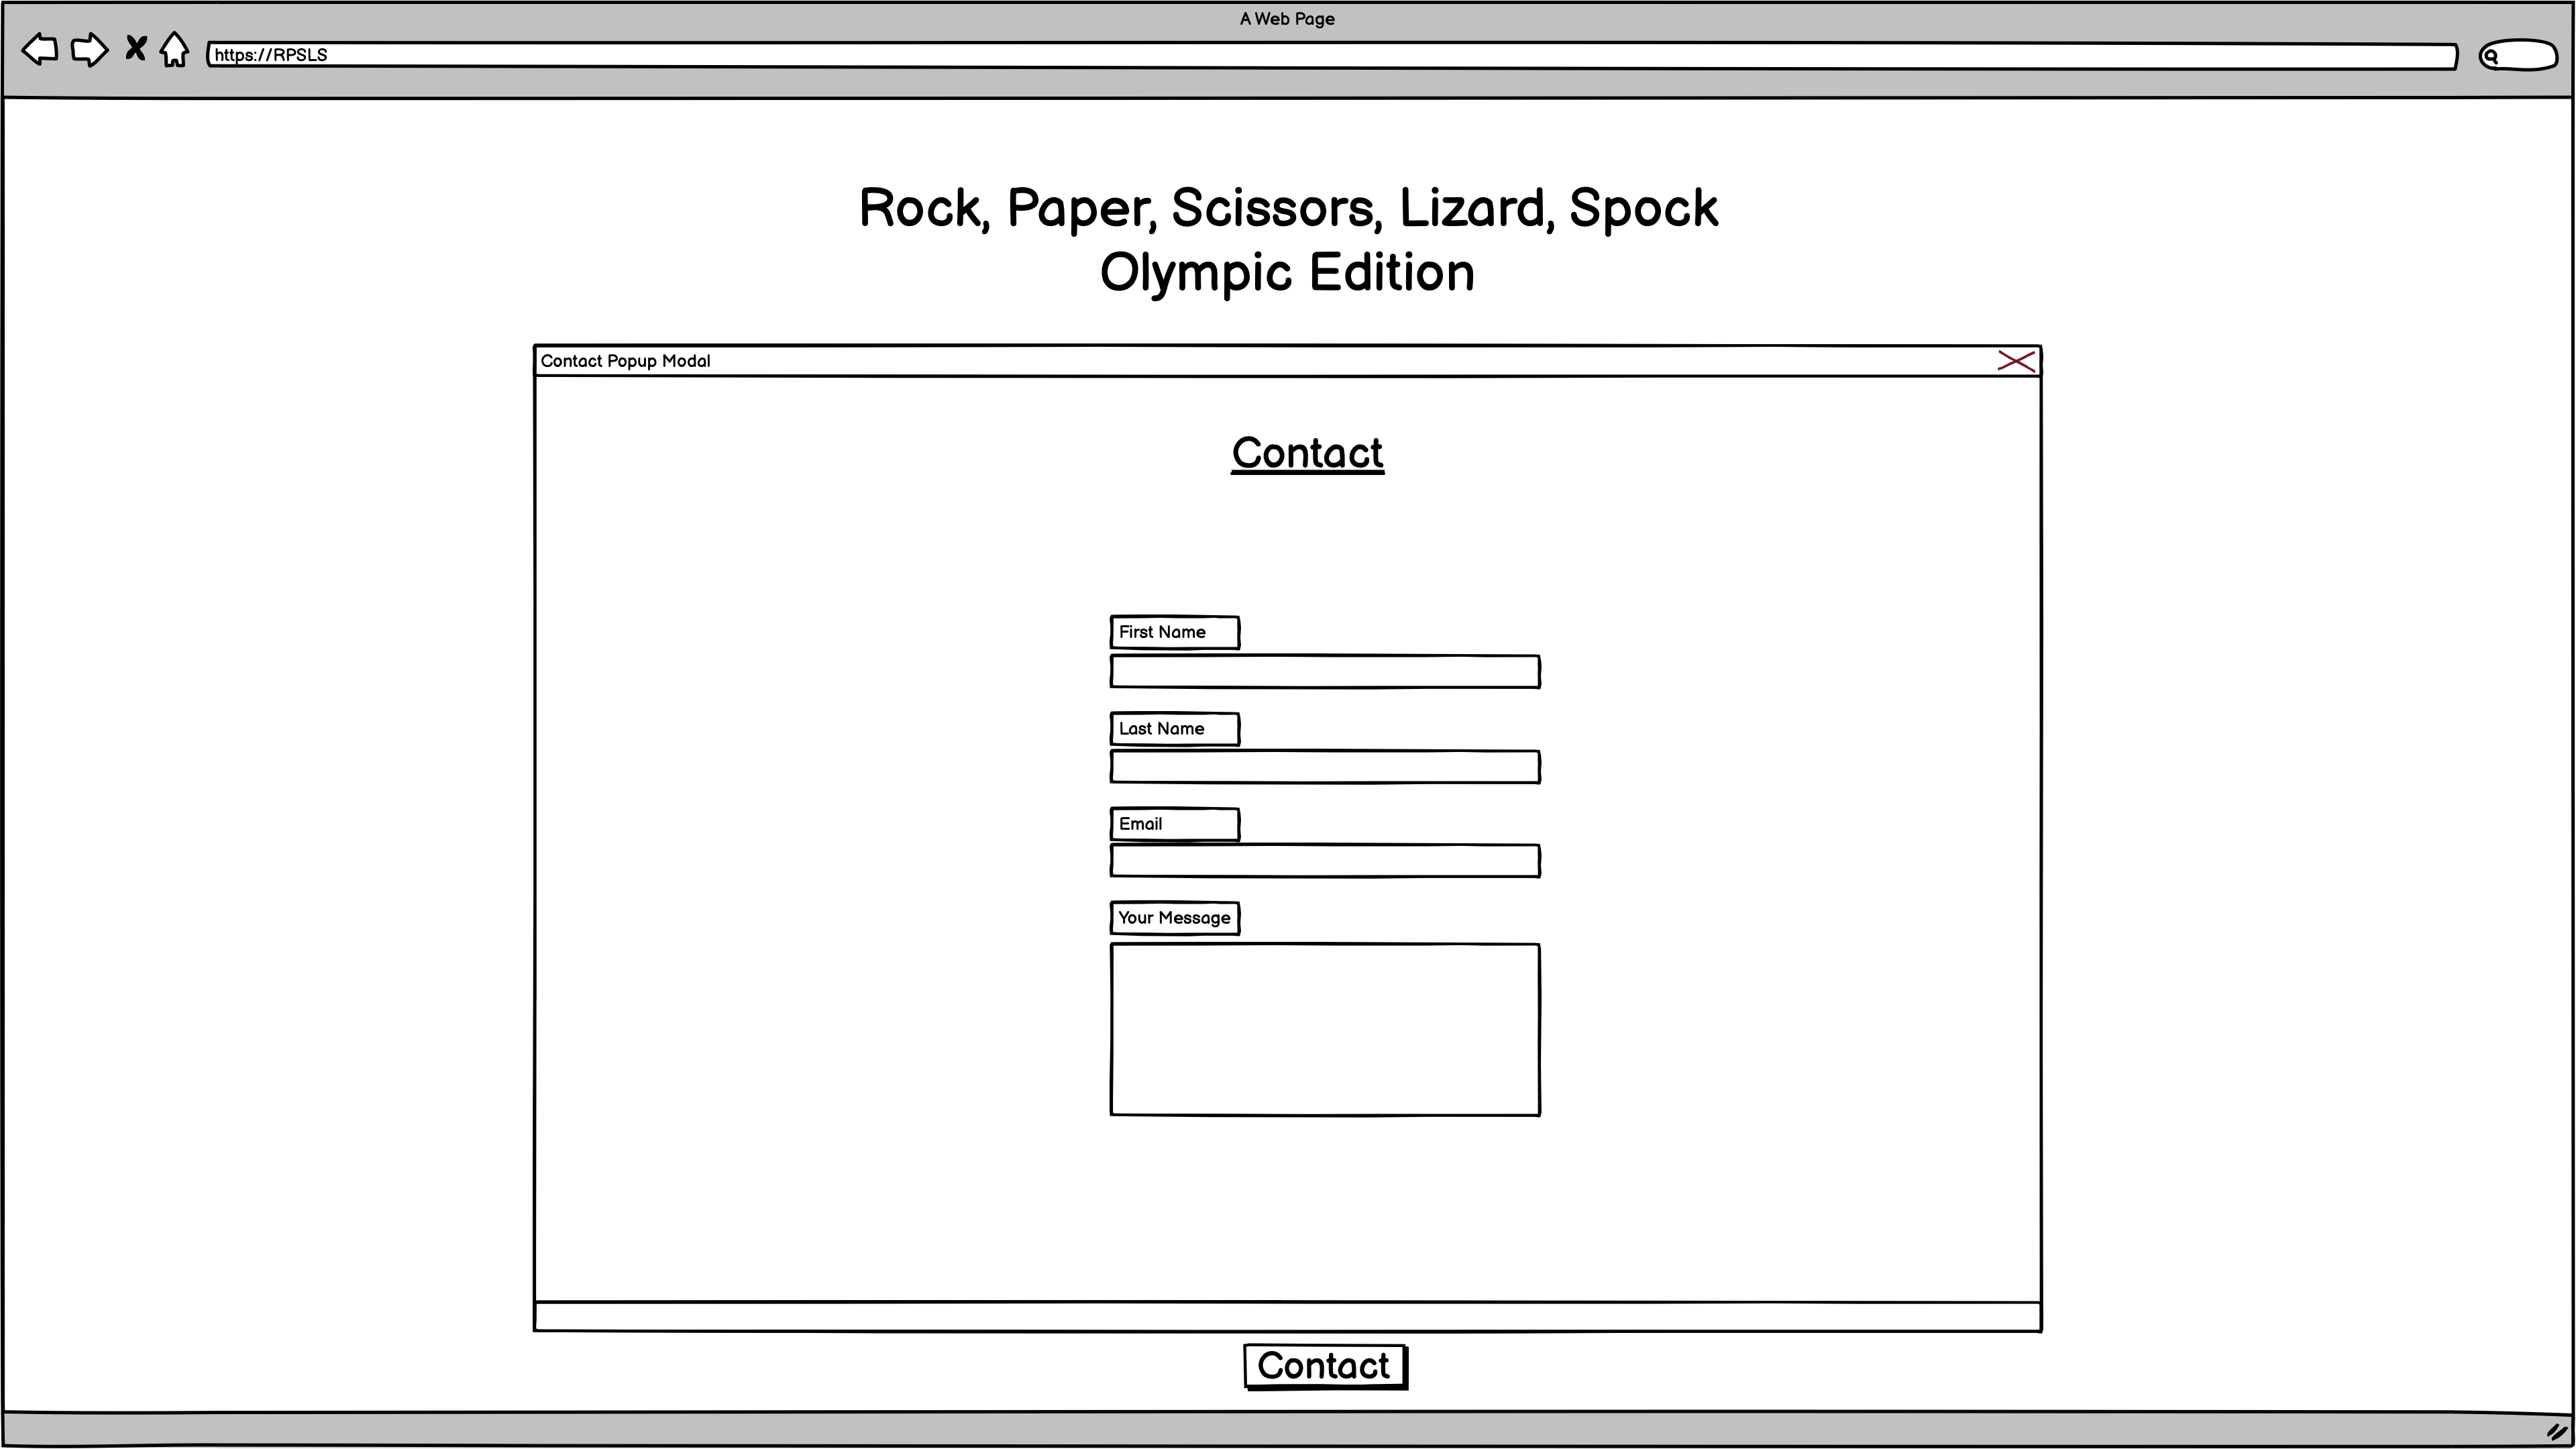 A Web Page
https://RPSLS
Rock, Paper, Scissors, Lizard, Spock
Olympic Edition
Contact Popup Modal
Contact
First Name
Last Name
Email
Your Message
Contact